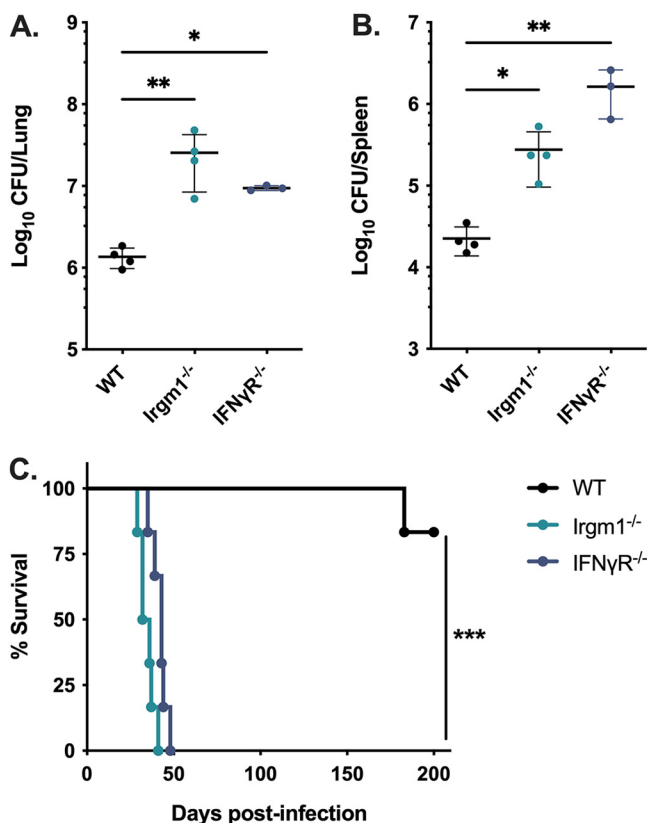 A.
Log10 CFU/Lung
9
8
7
6
5
*
**
WT
Irgm1-/-
IFNγR-/-
B.
Log10 CFU/Spleen
7
6
5
4
3
**
*
WT
Irgm1-/-
IFNγR-/-
C.
% Survival
100
75
50
25
0
0 50 100 150 200
Days post-infection
***
WT
Irgm1-/-
IFNγR-/-